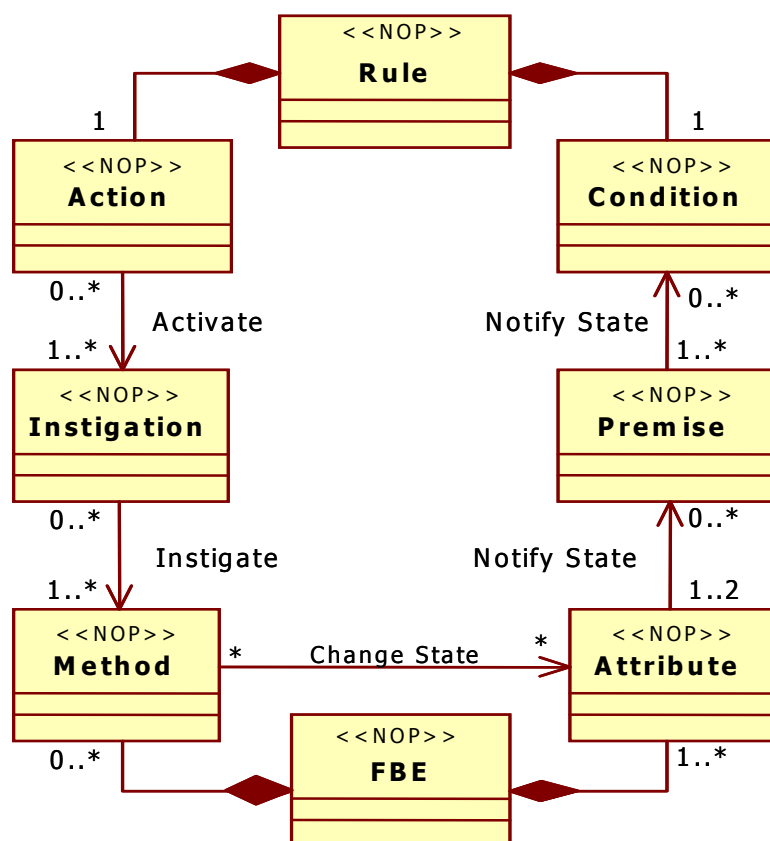 <<NOP>>
Rule
1
1
<<NOP>>
Action
<<NOP>>
Condition
0..*
0..*
Activate
Notify State
1..*
1..*
<<NOP>>
Instigation
<<NOP>>
Premise
0..*
0..*
Instigate
Notify State
1..*
1..2
<<NOP>>
Method
*
Change State
*
<<NOP>>
Attribute
0..*
1..*
<<NOP>>
FBE